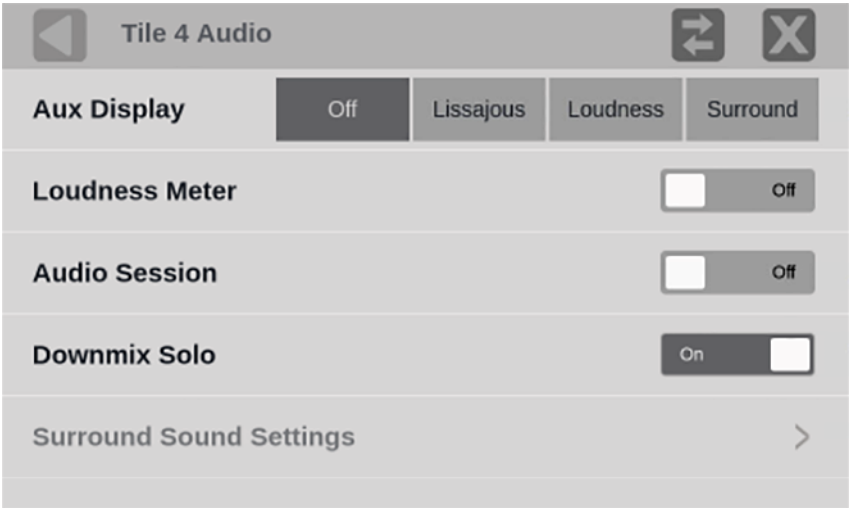 Tile 4 Audio
Aux Display Off Lissajous Loudness Surround
Loudness Meter Off
Audio Session Off
Downmix Solo On
Surround Sound Settings